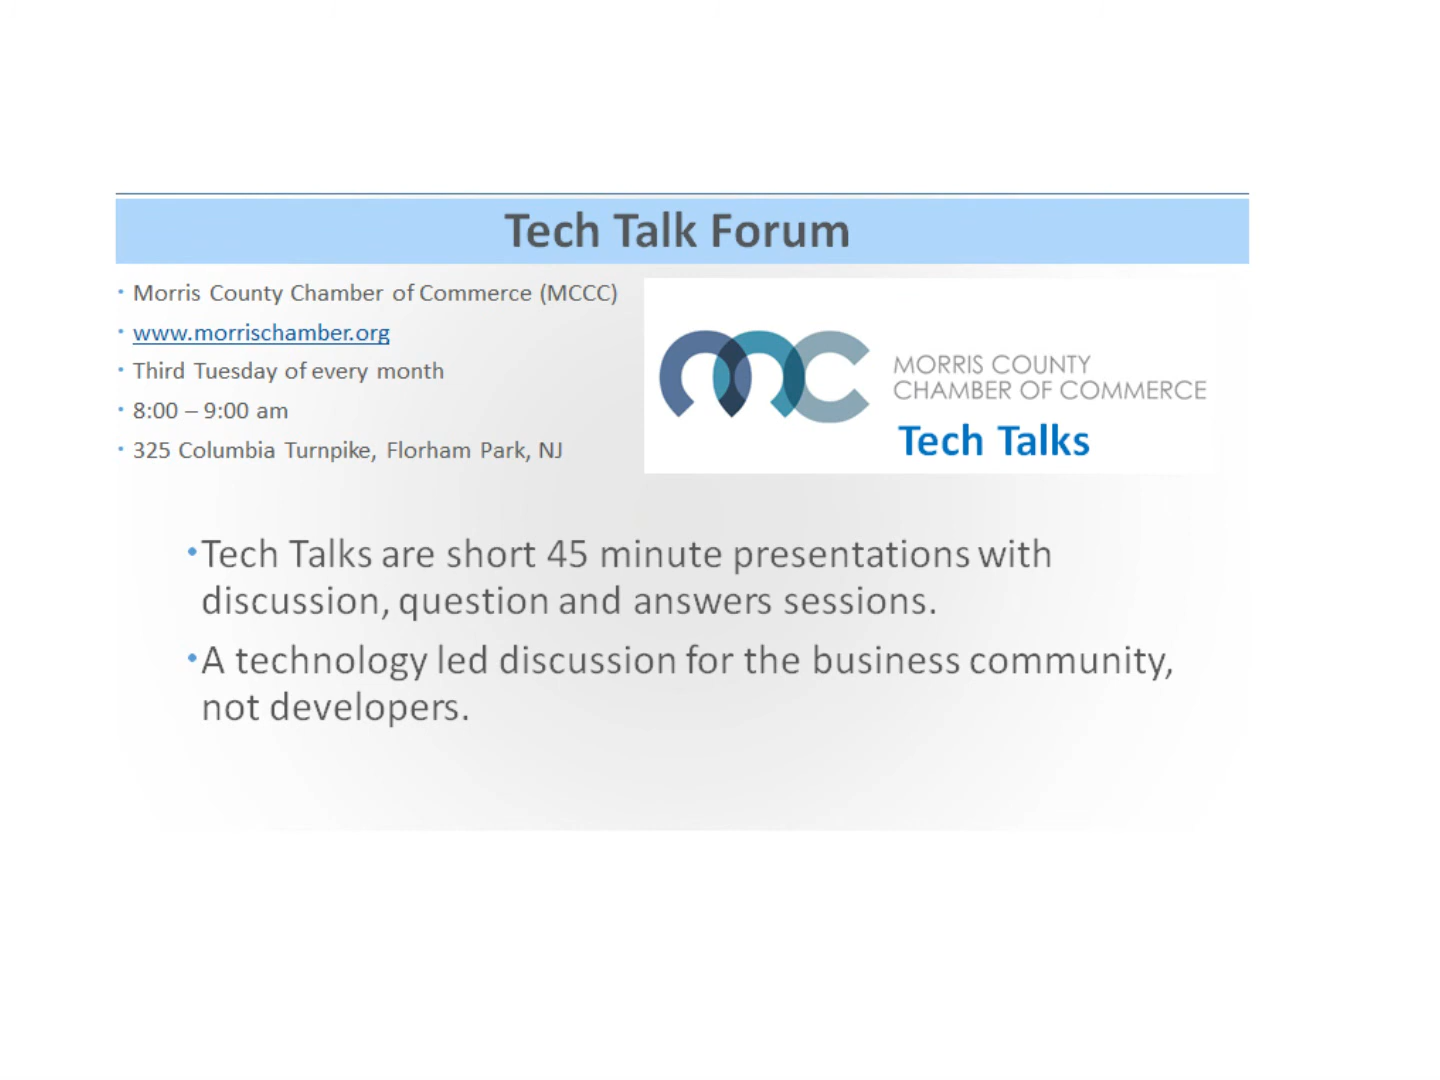 Tech Talk Forum
• Morris County Chamber of Commerce (MCCC)
• www.morrischamber.org
• Third Tuesday of every month
• 8:00 – 9:00 am
• 325 Columbia Turnpike, Florham Park, NJ
MORRIS COUNTY
CHAMBER OF COMMERCE
Tech Talks
• Tech Talks are short 45 minute presentations with
discussion, question and answers sessions.
• A technology led discussion for the business community,
not developers.